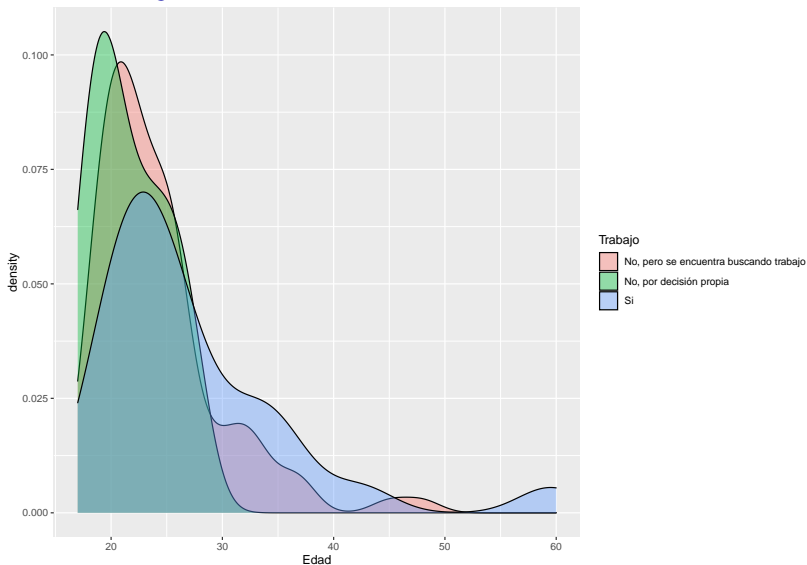 0.100
0.075
0.050
0.025
0.000
density
20 30 40 50 60
Edad
Trabajo
No, pero se encuentra buscando trabajo
No, por decisión propia
Si